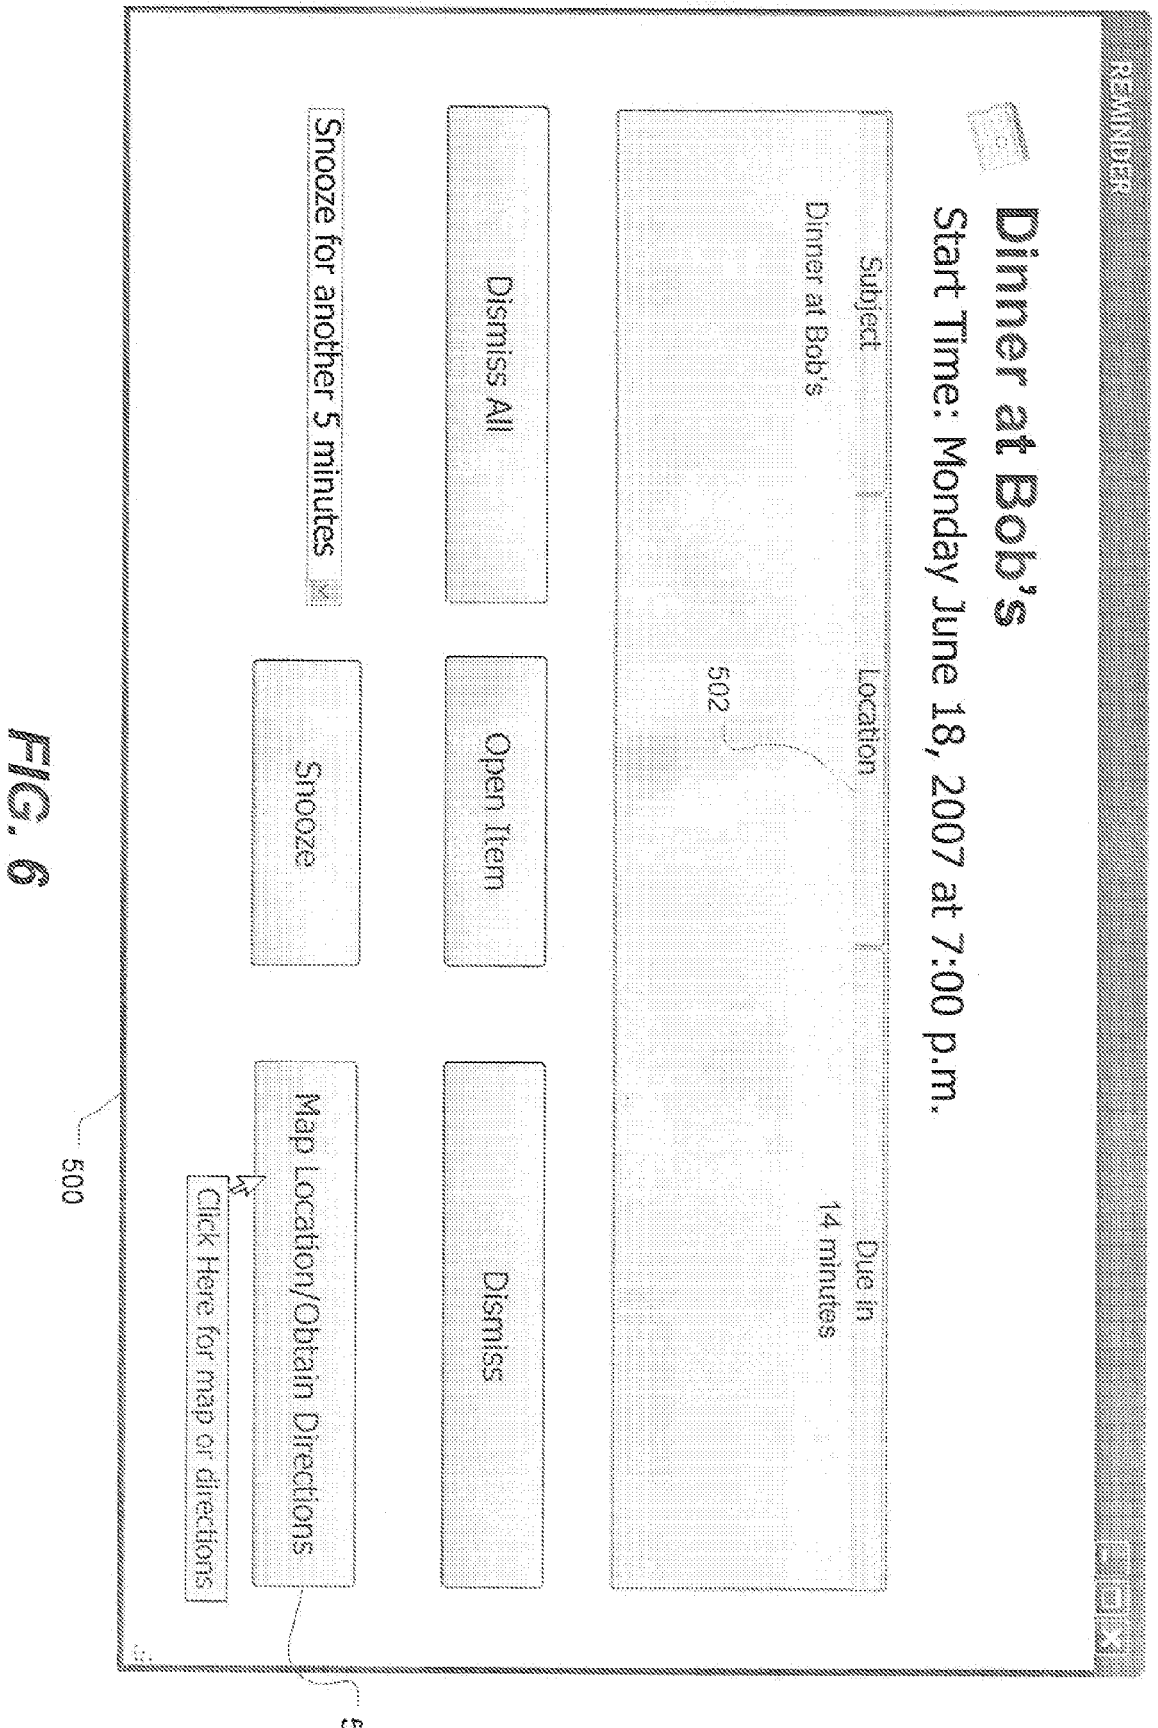 REMINDER
Dinner at Bob's
Start Time: Monday June 18, 2007 at 7:00 p.m.
Subject Location Due in
Dinner at Bob's 14 minutes
502
Dismiss All Open Item Dismiss
Snooze for another 5 minutes Snooze Map Location/Obtain Directions
Click Here for map or directions
500
FIG. 6